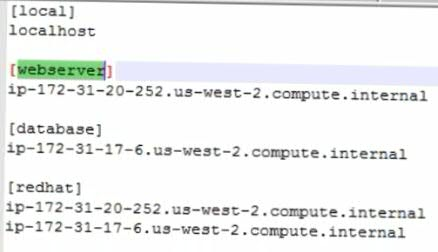 [local]
localhost
[webserver]
ip-172-31-20-252.us-west-2.compute.internal
[database]
ip-172-31-17-6.us-west-2.compute.internal
[redhat]
ip-172-31-20-252.us-west-2.compute.internal
ip-172-31-17-6.us-west-2.compute.internal